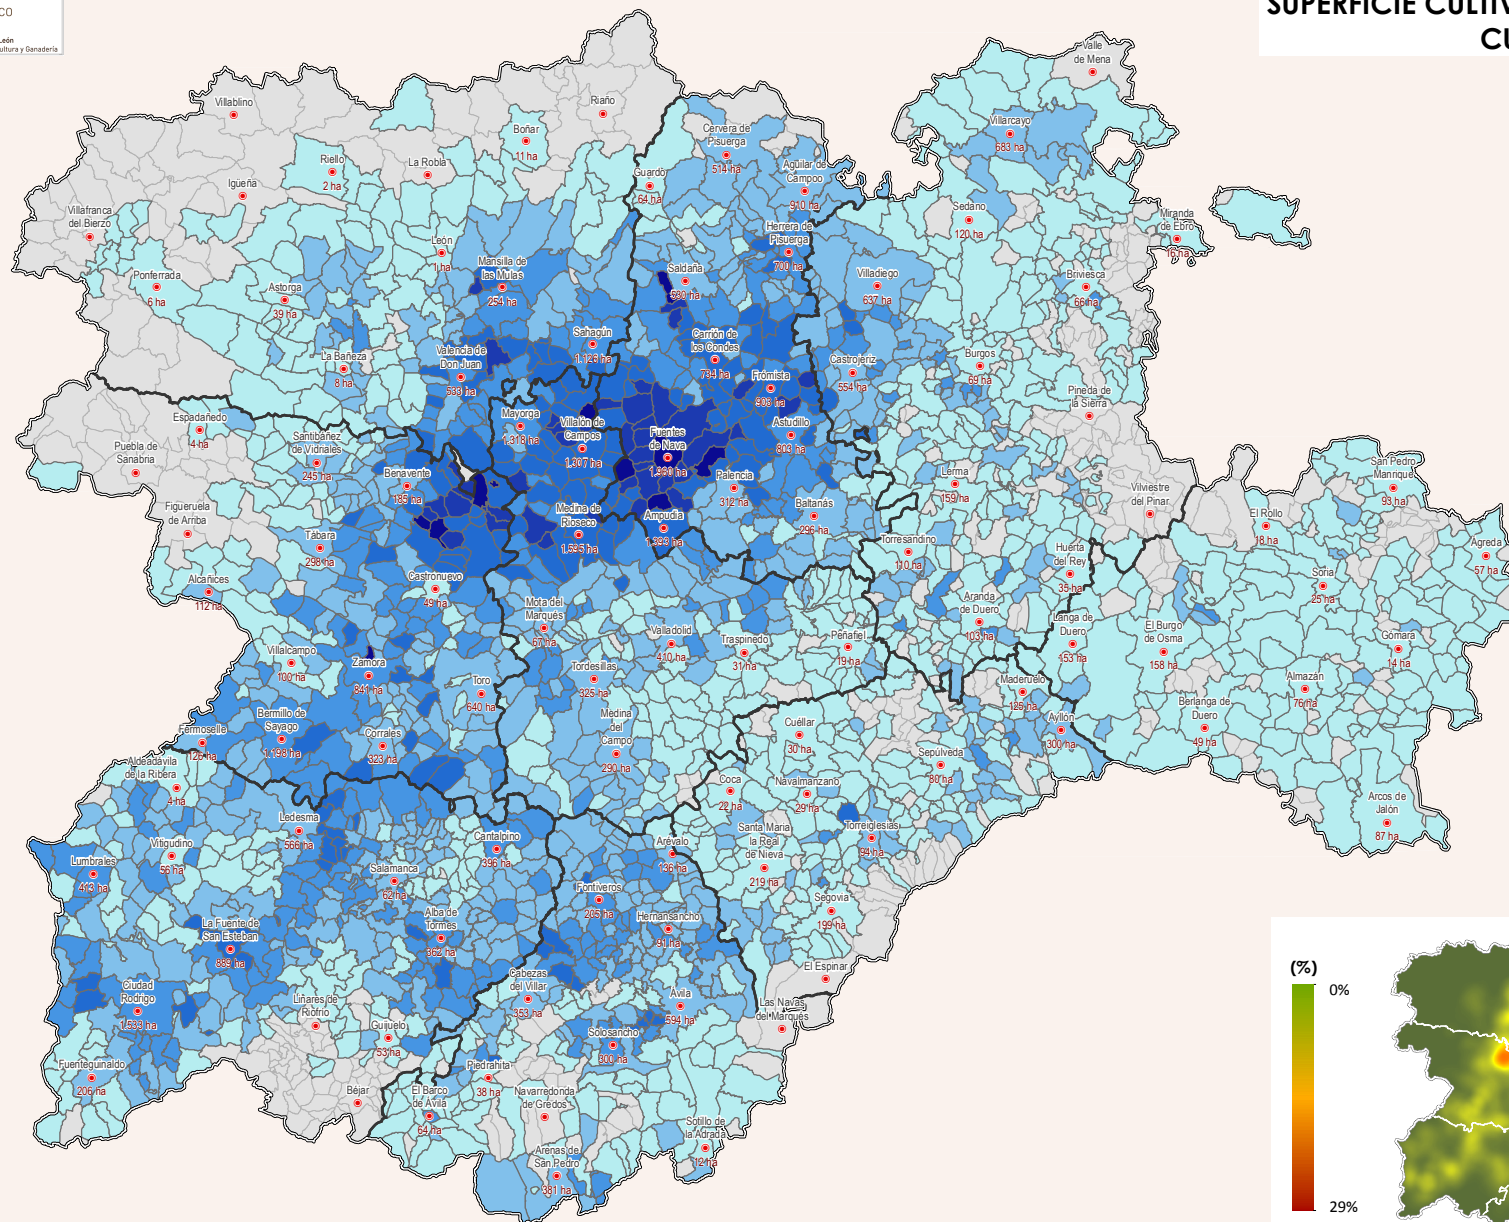 CO
León
ultura y Ganadería
SUPERFICIE CULTIV
CU
Valle
de Mena
Villablino
Riaño
Villarcayo
683 ha
Boñar
11 ha
Cervera de
Pisuerga
514 ha
Riello
2 ha
La Robla
Guardo
64 ha
Aguilar de
Campoo
910 ha
Igüeña
Villafranca
del Bierzo
Sedano
120 ha
Miranda
de Ebro
16 ha
León
1 ha
Herrera de
Pisuerga
700 ha
Ponferrada
6 ha
Astorga
39 ha
Mansilla de
las Mulas
254 ha
Saldaña
Villadiego
637 ha
Briviesca
66 ha
Sahagún
1.126 ha
Carrión de
los Condes
734 ha
La Bañeza
8 ha
Valencia de
Don Juan
533 ha
Castrojeriz
554 ha
Burgos
69 ha
Frómista
903 ha
Pineda de
la Sierra
Espadañedo
4 ha
Mayorga
1.318 ha
Villalón de
Campos
Fuentes
de Nava
Astudillo
803 ha
Puebla de
Sanabria
Santibáñez
de Vidriales
245 ha
Benavente
185 ha
Palencia
312 ha
Lerma
159 ha
San Pedro
Manrique
93 ha
Vilviestre
del Pinar
Figueruela
de Arriba
Medina de
Rioseco
1.595 ha
Ampudia
1.393 ha
Baltanás
296 ha
El Rollo
18 ha
Tábara
298 ha
Torresandino
110 ha
Huerta
del Rey
35 ha
Agreda
57 ha
Alcañices
112 ha
Castronuevo
49 ha
Soria
25 ha
Mota del
Marqués
67 ha
Aranda
de Duero
103 ha
Langa de
Duero
153 ha
El Burgo
de Osma
158 ha
Gómara
14 ha
Valladolid
410 ha
Traspinedo
31 ha
Peñafiel
19 ha
Villalcampo
100 ha
Zamora
841 ha
Tordesillas
325 ha
Toro
640 ha
Maderuelo
125 ha
Almazán
76 ha
Berlanga de
Duero
49 ha
Fermoselle
126 ha
Bermillo de
Sayago
1.198 ha
Corrales
323 ha
Medina
del
Campo
290 ha
Cuéllar
30 ha
Ayllón
300 ha
Aldeadávila
de la Ribera
4 ha
Sepúlveda
80 ha
Coca
22 ha
Navalmanzano
29 ha
Arcos de
Jalón
87 ha
Ledesma
566 ha
Vitigudino
56 ha
Cantalpino
396 ha
Arévalo
136 ha
Santa Maria
la Real
de Nieva
219 ha
Torreiglesias
94 ha
Lumbrales
413 ha
Salamanca
62 ha
Fontiveros
205 ha
Segovia
199 ha
La Fuente de
San Esteban
889 ha
Alba de
Tormes
362 ha
Hernansancho
91 ha
Ciudad
Rodrigo
1.533 ha
Cabezas
del Villar
353 ha
El Espinar
Linares de
Riofrio
Ávila
594 ha
Las Navas
del Marqués
Guijuelo
53 ha
Solosancho
300 ha
Fuenteguinaldo
206 ha
Piedrahita
38 ha
Béjar
El Barco
de Ávila
64 ha
Navarredonda
de Gredos
Sotillo de
la Adrada
12 ha
Arenas de
San Pedro
381 ha
(%)
0%
29%